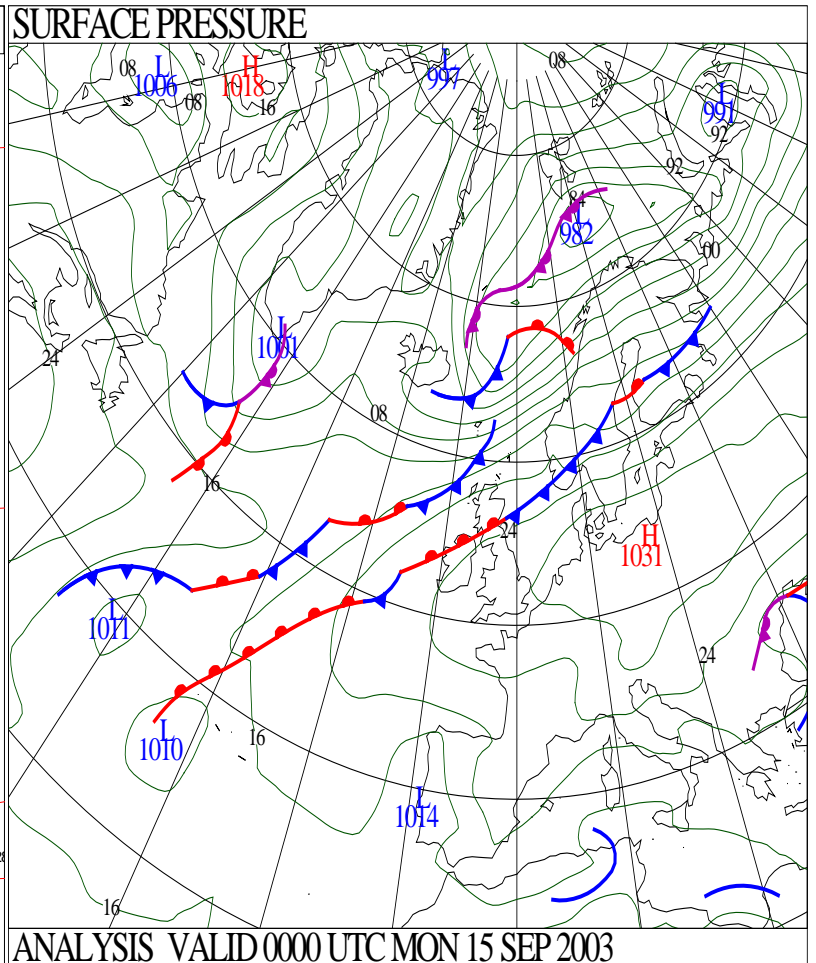 SURFACE PRESSURE
L
1006
H
1018
L
997
L
991
08
08
16
08
92
92
84
L
982
00
24
L
1001
08
16
24
H
1031
L
1011
24
L
1010
16
L
1014
16
ANALYSIS VALID 0000 UTC MON 15 SEP 2003